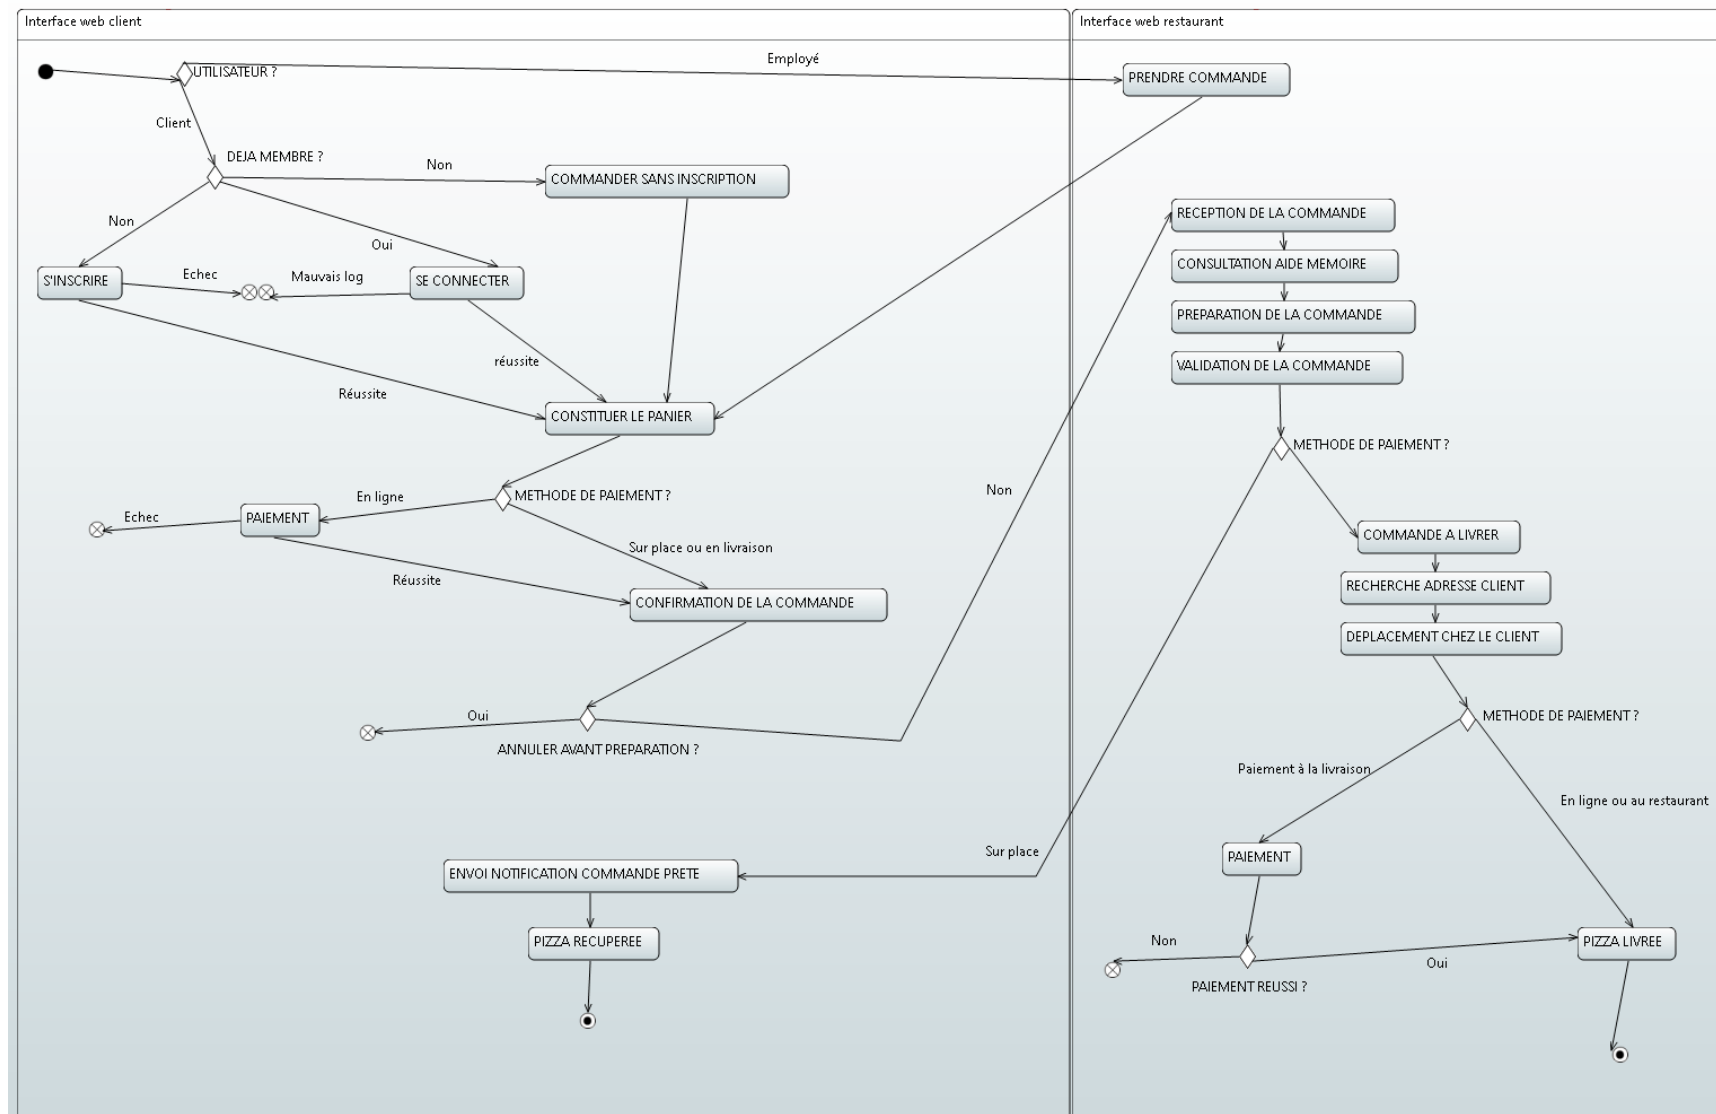 Interface web client
Interface web restaurant
Employé
UTILISATEUR ?
PRENDRE COMMANDE
Client
DEJA MEMBRE ?
Non
COMMANDER SANS INSCRIPTION
Non
RECEPTION DE LA COMMANDE
Oui
CONSULTATION AIDE MEMOIRE
S'INSCRIRE
Echec
Mauvais log
SE CONNECTER
PREPARATION DE LA COMMANDE
réussite
VALIDATION DE LA COMMANDE
Réussite
CONSTITUER LE PANIER
METHODE DE PAIEMENT ?
En ligne
METHODE DE PAIEMENT ?
Non
Echec
PAIEMENT
COMMANDE A LIVRER
Sur place ou en livraison
Réussite
RECHERCHE ADRESSE CLIENT
CONFIRMATION DE LA COMMANDE
DEPLACEMENT CHEZ LE CLIENT
Oui
METHODE DE PAIEMENT ?
ANNULER AVANT PREPARATION ?
Paiement à la livraison
En ligne ou au restaurant
Sur place
PAIEMENT
ENVOI NOTIFICATION COMMANDE PRETE
PIZZA RECUPEREE
Non
PIZZA LIVREE
Oui
PAIEMENT REUSSI ?